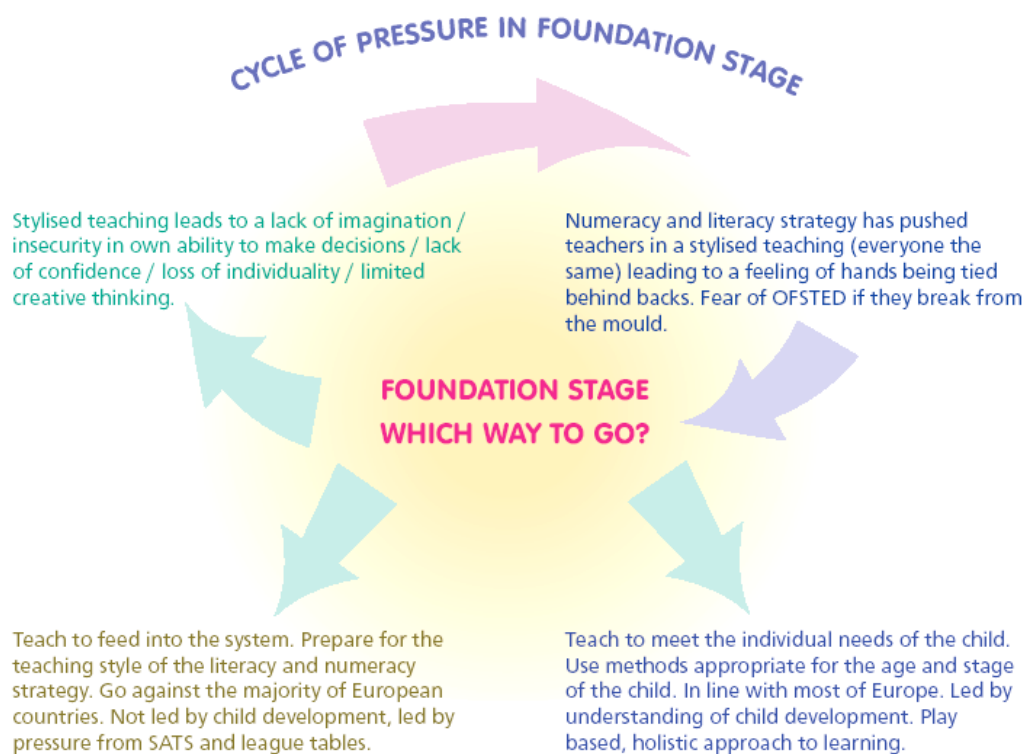 CYCLE OF PRESSURE IN FOUNDATION STAGE
Stylised teaching leads to a lack of imagination /
insecurity in own ability to make decisions / lack
of confidence / loss of individuality / limited
creative thinking.
Numeracy and literacy strategy has pushed
teachers in a stylised teaching (everyone the
same) leading to a feeling of hands being tied
behind backs. Fear of OFSTED if they break from
the mould.
FOUNDATION STAGE
WHICH WAY TO GO?
Teach to feed into the system. Prepare for the
teaching style of the literacy and numeracy
strategy. Go against the majority of European
countries. Not led by child development, led by
pressure from SATS and league tables.
Teach to meet the individual needs of the child.
Use methods appropriate for the age and stage
of the child. In line with most of Europe. Led by
understanding of child development. Play
based, holistic approach to learning.